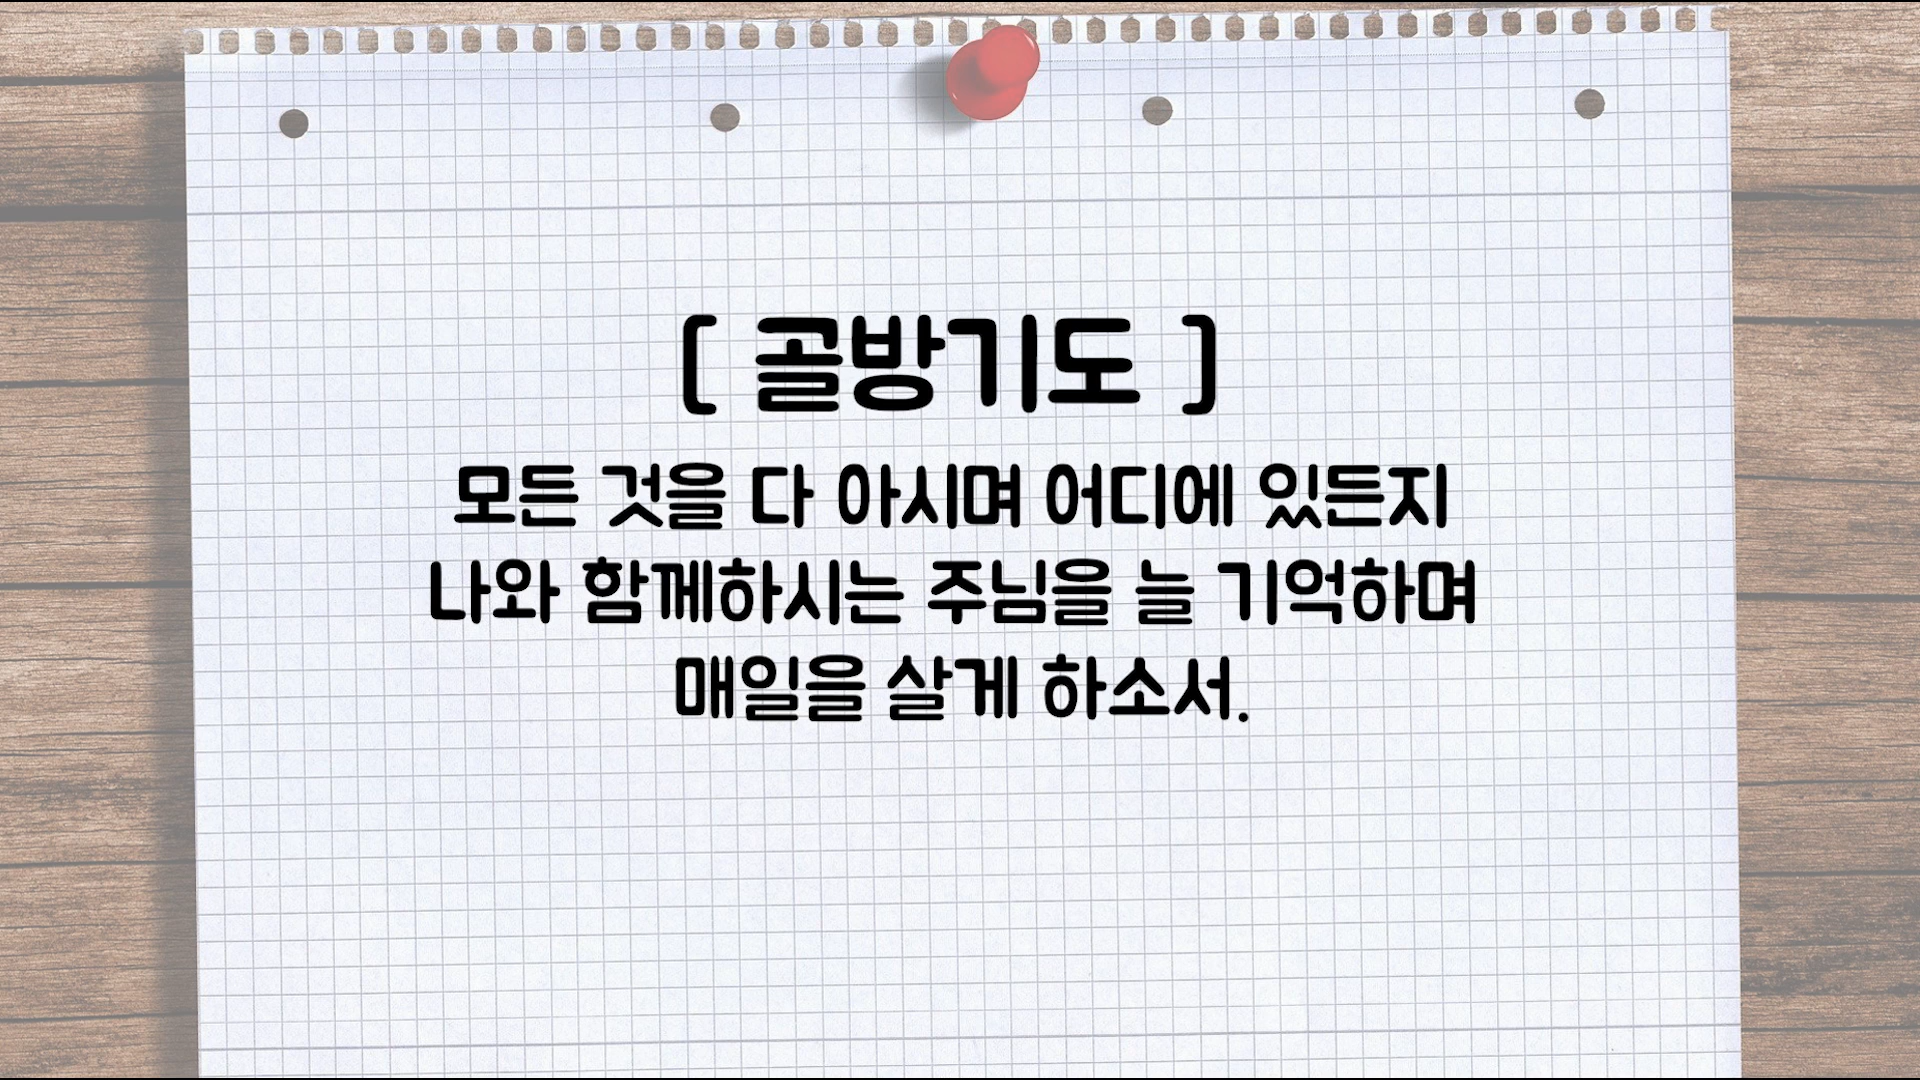 [ 골방기도 ]
모든 것을 다 아시며 어디에 있든지
나와 함께하시는 주님을 늘 기억하며
매일을 살게 하소서.